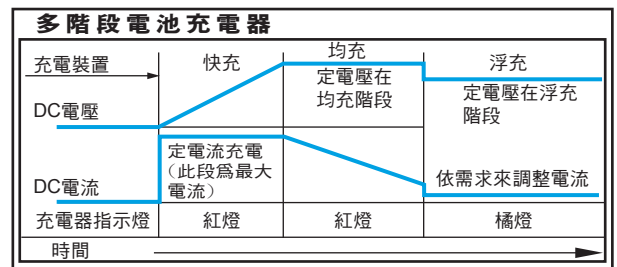 多階段電池充電器
充電裝置
快充
均充
浮充
定電壓在
均充階段
定電壓在浮充
階段
DC電壓
定電流充電
(此段爲最大
電流)
DC電流
依需求來調整電流
充電器指示燈
紅燈
紅燈
橘燈
時間